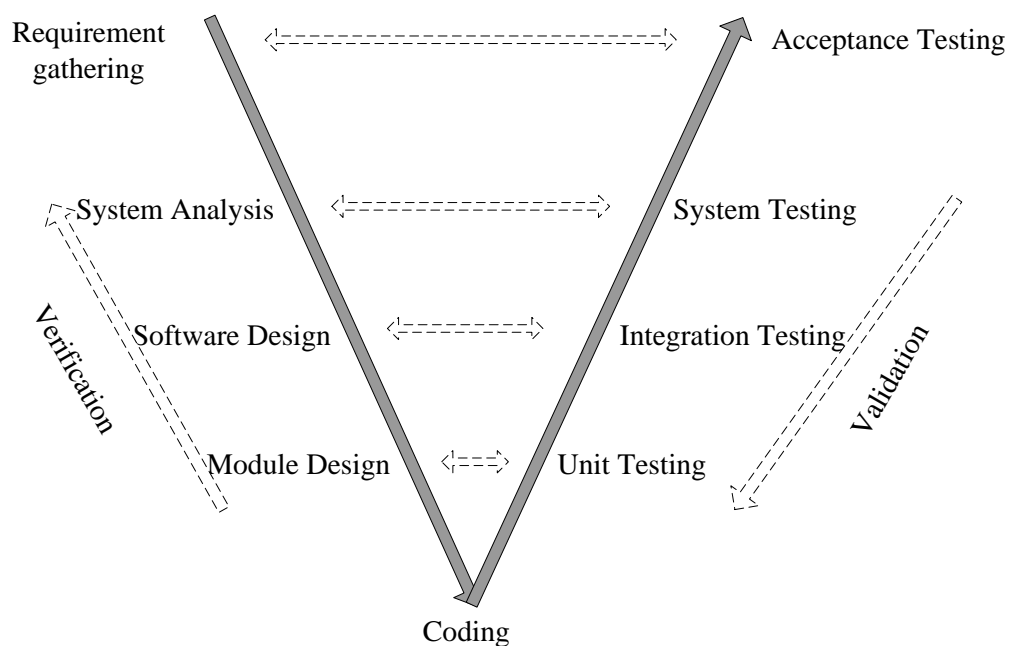 Requirement
gathering
Acceptance Testing
System Analysis
System Testing
Verification
Software Design
Integration Testing
Validation
Module Design
Unit Testing
Coding